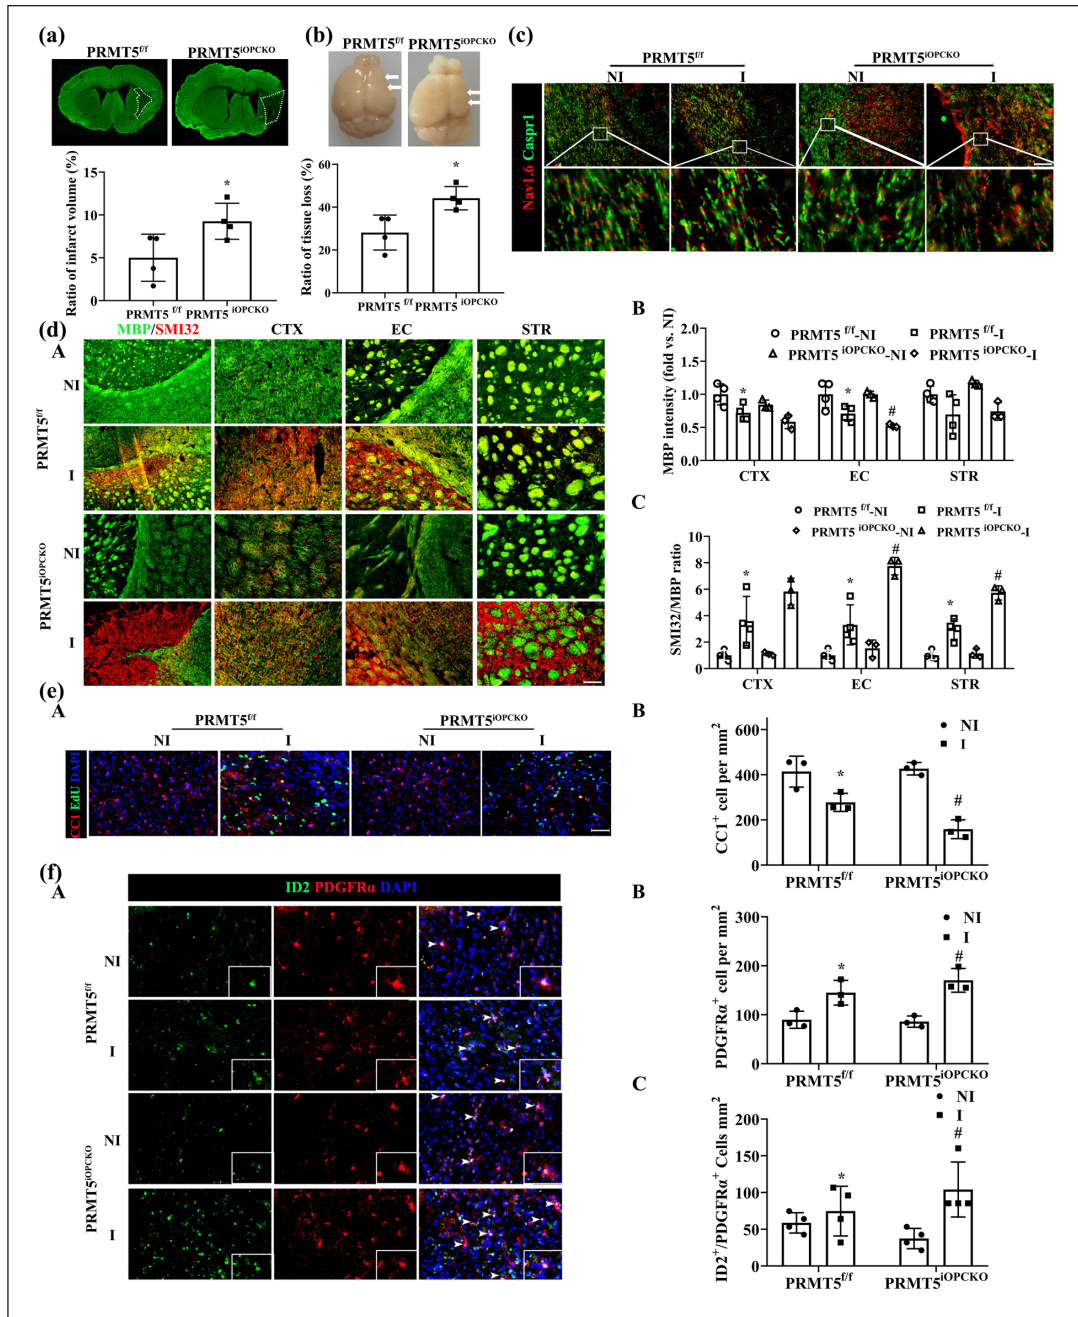 (a)
PRMT5f/f PRMT5iOPCKO
Ratio of infarct volume (%)
15
10
5
0
*
PRMT5 f/f PRMT5 iOPCKO
(b)
PRMT5f/f PRMT5iOPCKO
Ratio of tissue loss (%)
60
40
20
0
*
PRMT5 f/f PRMT5 iOPCKO
(c)
PRMT5f/f PRMT5iOPCKO
NI I NI I
Nav1.6 Caspr1
(d)
A
MBP/SMI32 CTX EC STR
PRMT5f/f
NI
I
PRMT5iOPCKO
NI
I
B
MBP intensity (fold vs. NI)
2.0
1.5
1.0
0.5
0.0
PRMT5 f/f-NI PRMT5 f/f-I
PRMT5 iOPCKO-NI PRMT5 iOPCKO-I
* * #
CTX EC STR
C
SMI32/MBP ratio
10
8
6
4
2
0
PRMT5 f/f-NI PRMT5 f/f-I
PRMT5 iOPCKO-NI PRMT5 iOPCKO-I
* * # * #
CTX EC STR
(e)
A
PRMT5f/f PRMT5iOPCKO
NI I NI I
CC1 EdU DAPI
B
CC1+ cell per mm2
600
400
200
0
NI
I
* #
PRMT5f/f PRMT5iOPCKO
(f)
A
ID2 PDGFRα DAPI
PRMT5f/f
NI
I
PRMT5iOPCKO
NI
I
B
PDGFRα+ cell per mm2
300
200
100
0
NI
I
* #
PRMT5f/f PRMT5iOPCKO
C
ID2+/PDGFRα+ Cells mm2
200
150
100
50
0
NI
I
* #
PRMT5f/f PRMT5iOPCKO